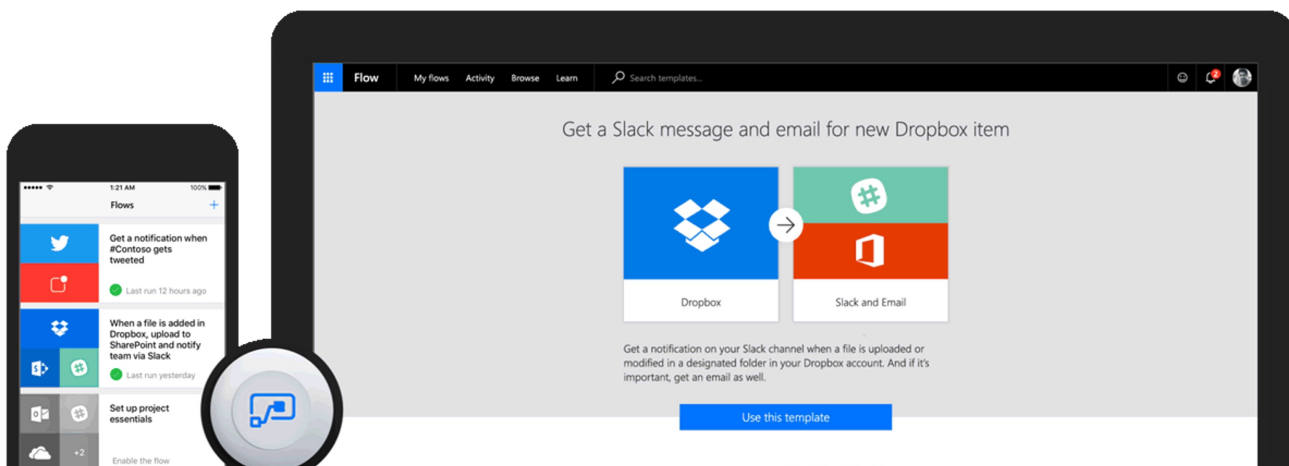 1:21 AM
100%
Flows
+
Get a notification when
#Contoso gets
tweeted
Last run 12 hours ago
When a file is added in
Dropbox, upload to
SharePoint and notify
team via Slack
Last run yesterday
Set up project
essentials
+2
Enable the flow
Flow
My flows
Activity
Browse
Learn
Search templates...
2
Get a Slack message and email for new Dropbox item
Dropbox
Slack and Email
Get a notification on your Slack channel when a file is uploaded or
modified in a designated folder in your Dropbox account. And if it's
important, get an email as well.
Use this template